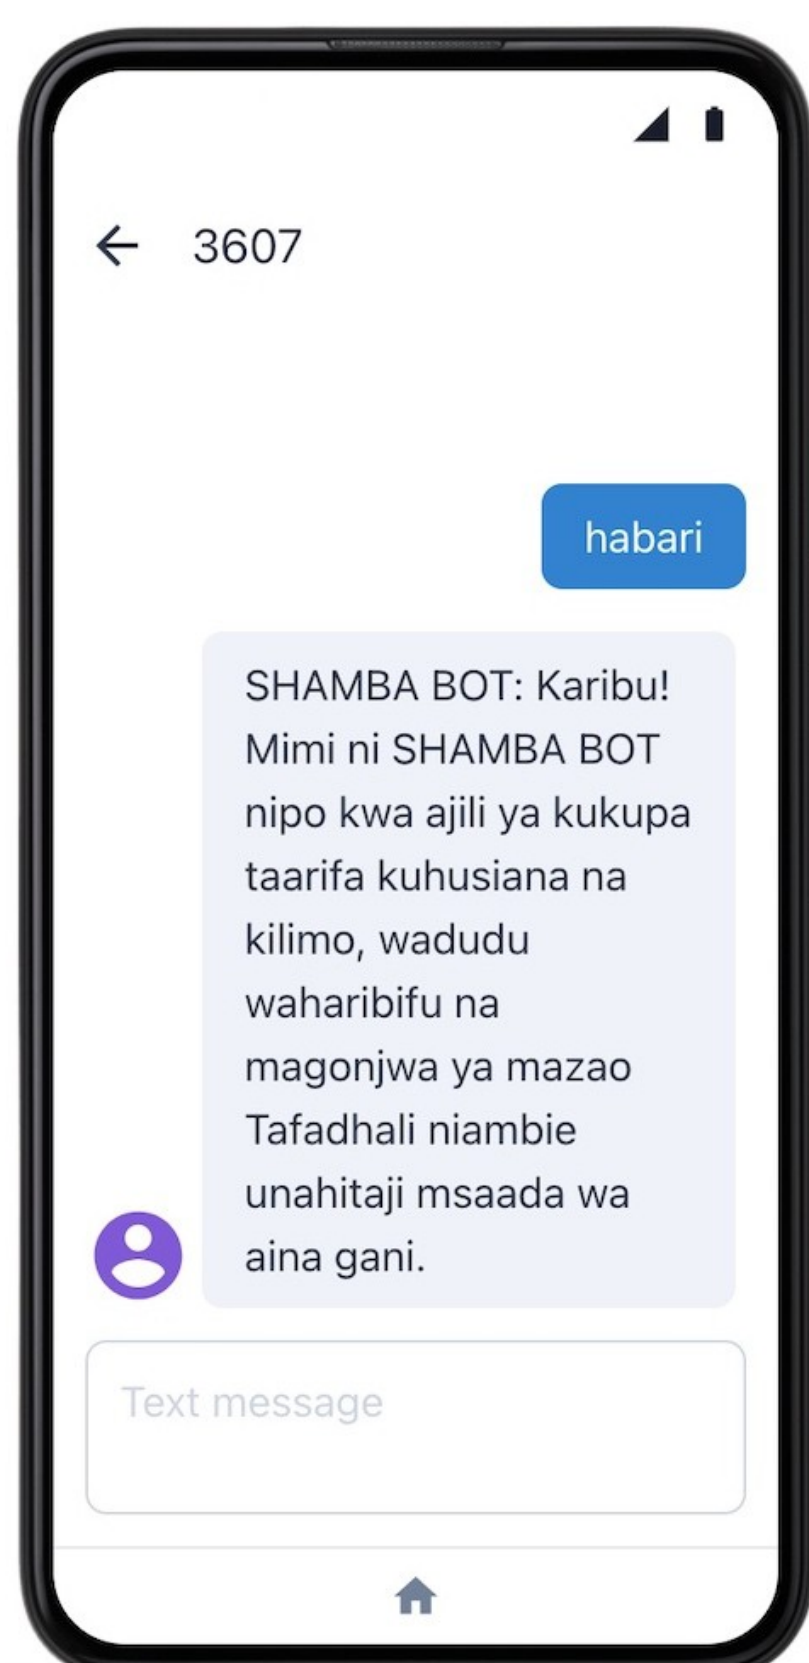 3607
habari
SHAMBA BOT: Karibu!
Mimi ni SHAMBA BOT
nipo kwa ajili ya kukupa
taarifa kuhusiana na
kilimo, wadudu
waharibifu na
magonjwa ya mazao
Tafadhali niambie
unahitaji msaada wa
aina gani.
Text message